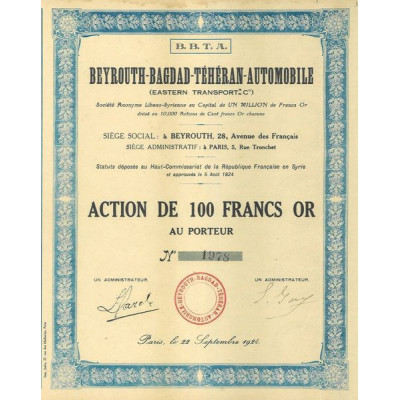 B. B. T. A.
BEYROUTH-BAGDAD-TÉHÉRAN-AUTOMOBILE
(EASTERN TRANSPORT. Cº)
Société Anonyme Libano-Syrienne au Capital de UN MILLION de Francs Or
divisé en 10.000 Actions de Cent francs Or chacune
SIÈGE SOCIAL : à BEYROUTH, 28, Avenue des Français
SIÈGE ADMINISTRATIF : à PARIS, 5, Rue Tronchet
Statuts déposés au Haut-Commissariat de la République Française en Syrie
et approuvés le 5 Août 1924
ACTION DE 100 FRANCS OR
AU PORTEUR
Nº 1978
UN ADMINISTRATEUR.
UN ADMINISTRATEUR.
BEYROUTH-BAGDAD-TÉHÉRAN-AUTOMOBILE
Paris, le 22 Septembre 1924.